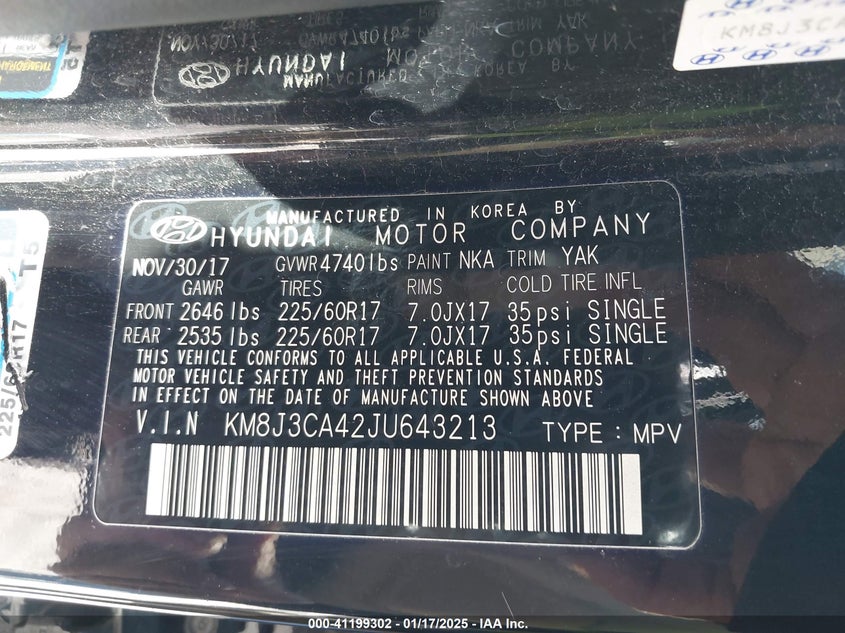 KM8J3CA
MANUFACTURED IN KOREA BY
HYUNDAI MOTOR COMPANY
NOV/30/17 GVWR4740lbs PAINT NKA TRIM YAK
GAWR TIRES RIMS COLD TIRE INFL
FRONT 2646lbs 225/60R17 7.0JX17 35psi SINGLE
REAR 2535lbs 225/60R17 7.0JX17 35psi SINGLE
THIS VEHICLE CONFORMS TO ALL APPLICABLE U.S.A. FEDERAL
MOTOR VEHICLE SAFETY AND THEFT PREVENTION STANDARDS
IN EFFECT ON THE DATE OF MANUFACTURE SHOWN ABOVE
V.I.N KM8J3CA42JU643213 TYPE : MPV
000-41199302 / 01/17/2025 - IAA Inc.